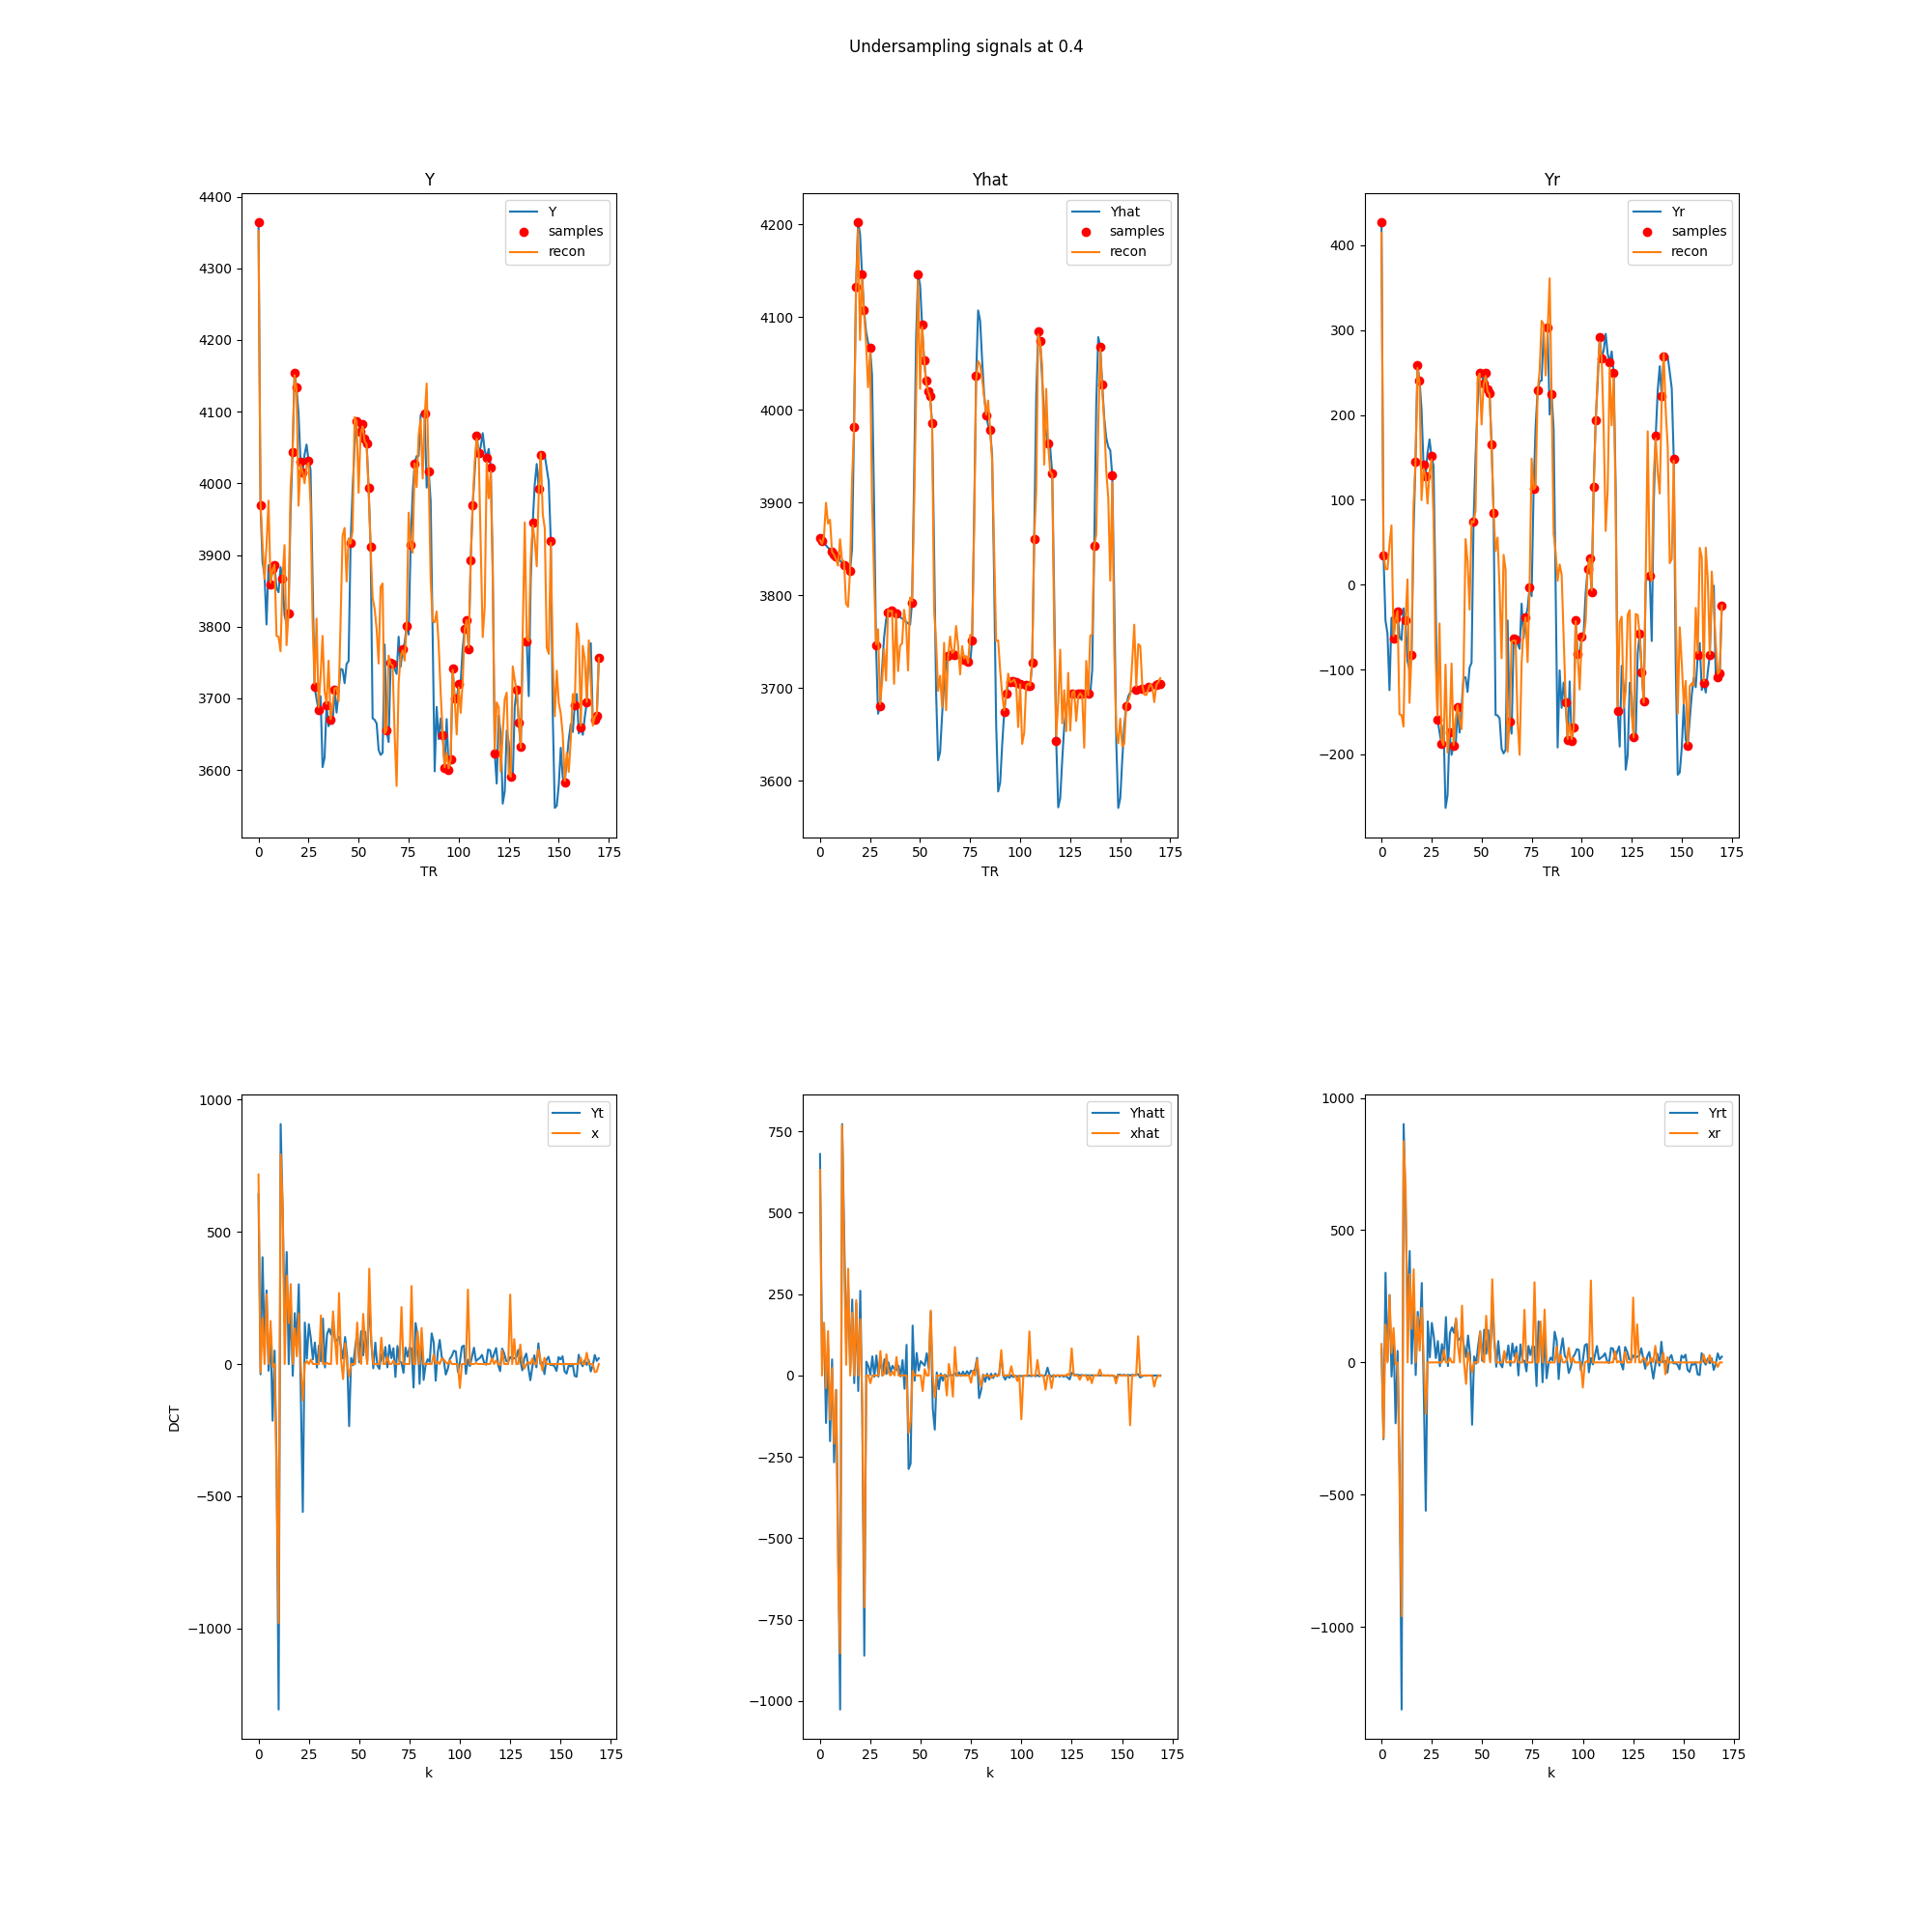 Undersampling signals at 0.4
Y
4400
4300
4200
4100
4000
3900
3800
3700
3600
0 25 50 75 100 125 150 175
TR
Y
samples
recon
Yhat
4200
4100
4000
3900
3800
3700
3600
0 25 50 75 100 125 150 175
TR
Yhat
samples
recon
Yr
400
300
200
100
0
−100
−200
0 25 50 75 100 125 150 175
TR
Yr
samples
recon
DCT
1000
500
0
−500
−1000
0 25 50 75 100 125 150 175
k
Yt
x
750
500
250
0
−250
−500
−750
−1000
0 25 50 75 100 125 150 175
k
Yhatt
xhat
1000
500
0
−500
−1000
0 25 50 75 100 125 150 175
k
Yrt
xr